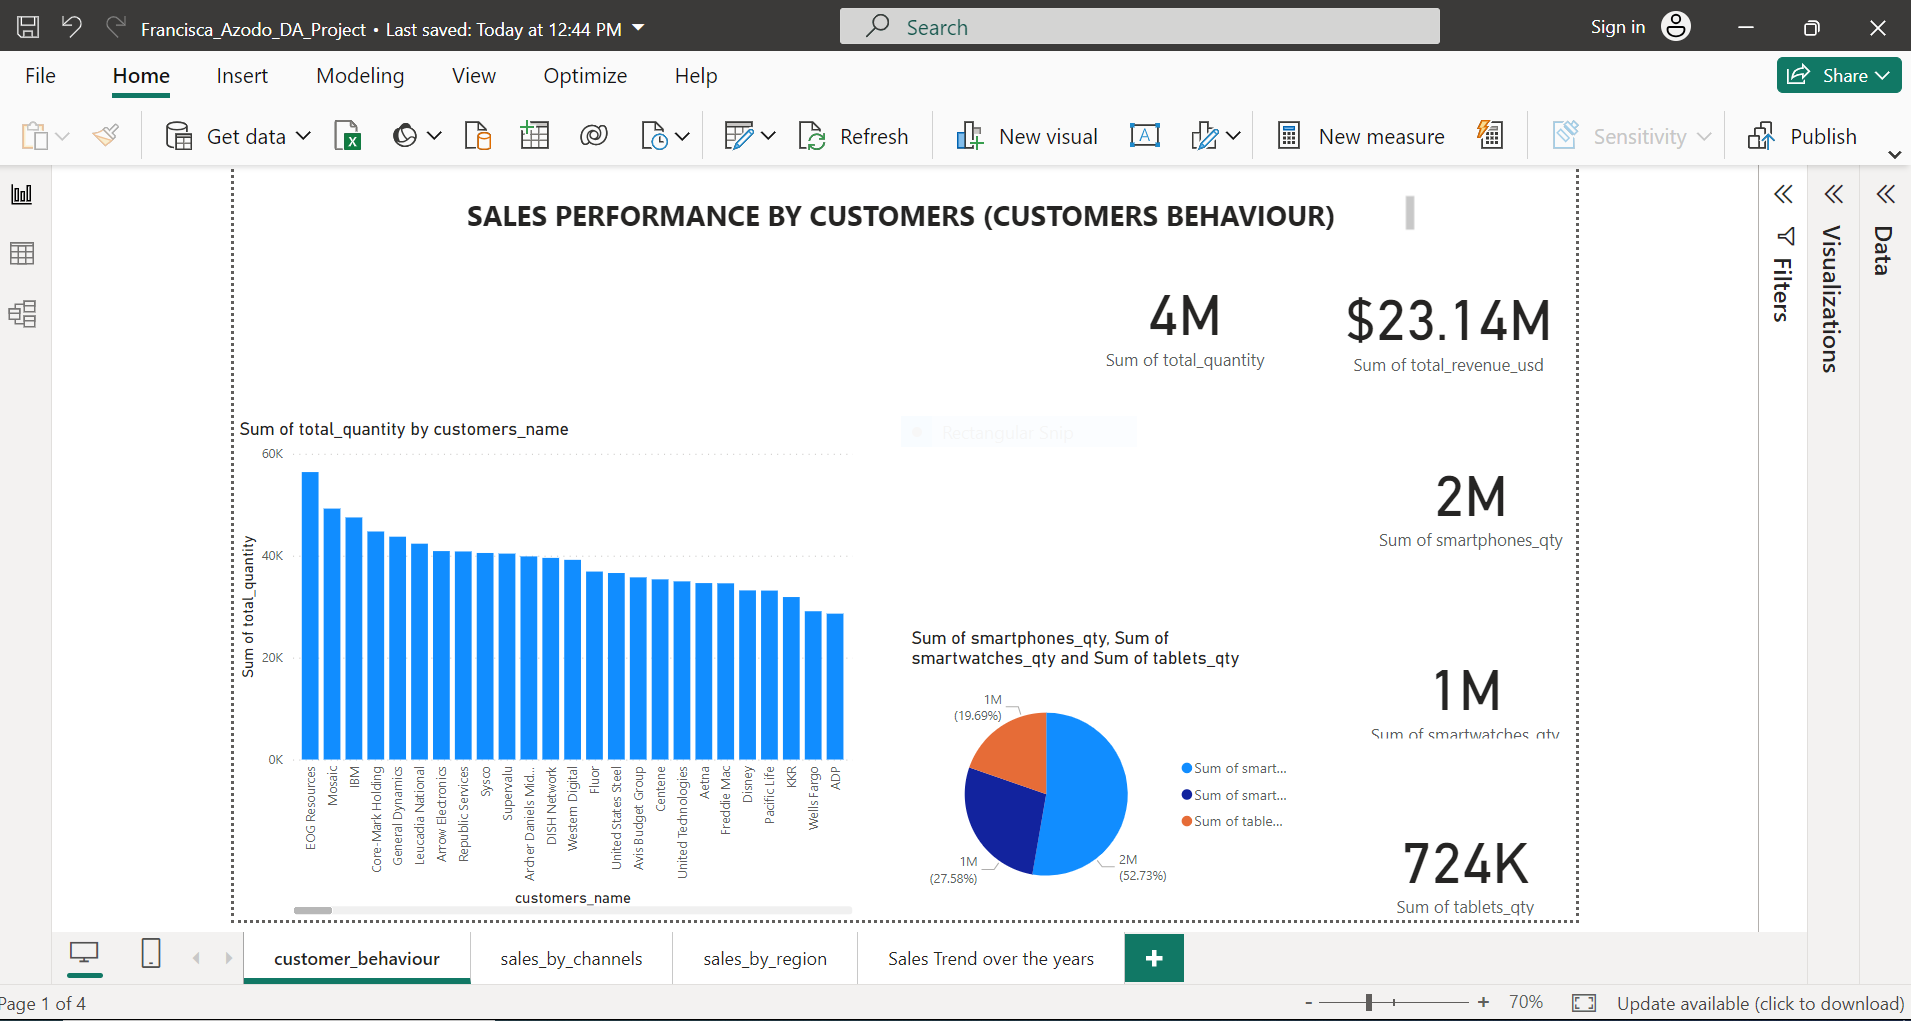 Francisca_Azodo_DA_Project • Last saved: Today at 12:44 PM
Search
Sign in
File Home Insert Modeling View Optimize Help
Share
Get data
Refresh
New visual
A
New measure
Sensitivity
Publish
SALES PERFORMANCE BY CUSTOMERS (CUSTOMERS BEHAVIOUR)
4M
Sum of total_quantity
$23.14M
Sum of total_revenue_usd
Filters
Visualizations
Data
Rectangular Snip
2M
Sum of smartphones_qty
1M
Sum of smartwatches_qty
724K
Sum of tablets_qty
Sum of total_quantity by customers_name
60K
40K
20K
0K
Sum of total_quantity
EOG Resources
Mosaic
IBM
Core-Mark Holding
General Dynamics
Leucadia National
Arrow Electronics
Republic Services
Sysco
Supervalu
Archer Daniels Mid...
DISH Network
Western Digital
Fluor
United States Steel
Avis Budget Group
Centene
United Technologies
Aetna
Freddie Mac
Disney
Pacific Life
KKR
Wells Fargo
ADP
customers_name
Sum of smartphones_qty, Sum of
smartwatches_qty and Sum of tablets_qty
1M
(19.69%)
1M
(27.58%)
2M
(52.73%)
Sum of smart...
Sum of smart...
Sum of table...
customer_behaviour
sales_by_channels
sales_by_region
Sales Trend over the years
+
Page 1 of 4
- + 70%
Update available (click to download)